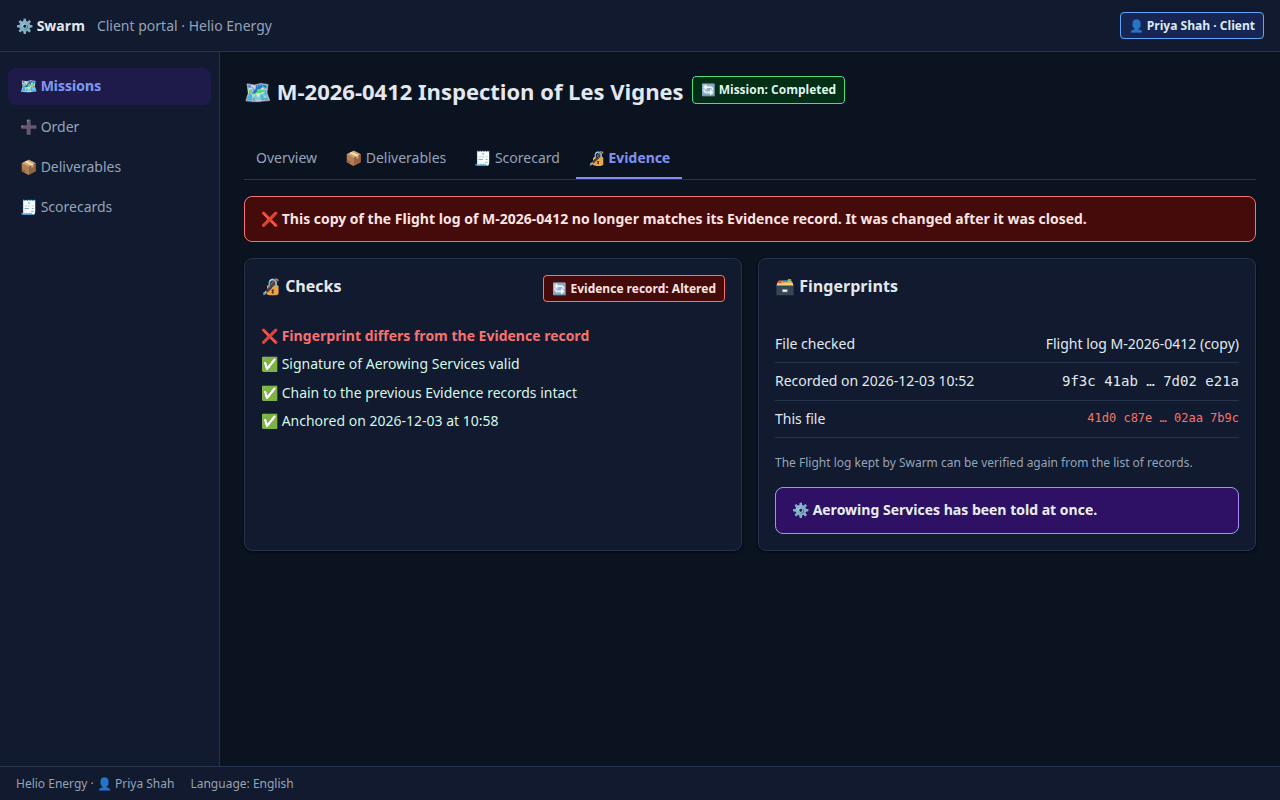 ⚙️ Swarm Client portal · Helio Energy
👤 Priya Shah · Client
🗺️ Missions
➕ Order
📦 Deliverables
🧾 Scorecards
🗺️ M-2026-0412 Inspection of Les Vignes
🔄 Mission: Completed
Overview
📦 Deliverables
🧾 Scorecard
🔏 Evidence
❌ This copy of the Flight log of M-2026-0412 no longer matches its Evidence record. It was changed after it was closed.
🔏 Checks
🔄 Evidence record: Altered
❌ Fingerprint differs from the Evidence record
✅ Signature of Aerowing Services valid
✅ Chain to the previous Evidence records intact
✅ Anchored on 2026-12-03 at 10:58
🗃️ Fingerprints
File checked Flight log M-2026-0412 (copy)
Recorded on 2026-12-03 10:52 9f3c 41ab … 7d02 e21a
This file 41d0 c87e … 02aa 7b9c
The Flight log kept by Swarm can be verified again from the list of records.
⚙️ Aerowing Services has been told at once.
Helio Energy · 👤 Priya Shah Language: English